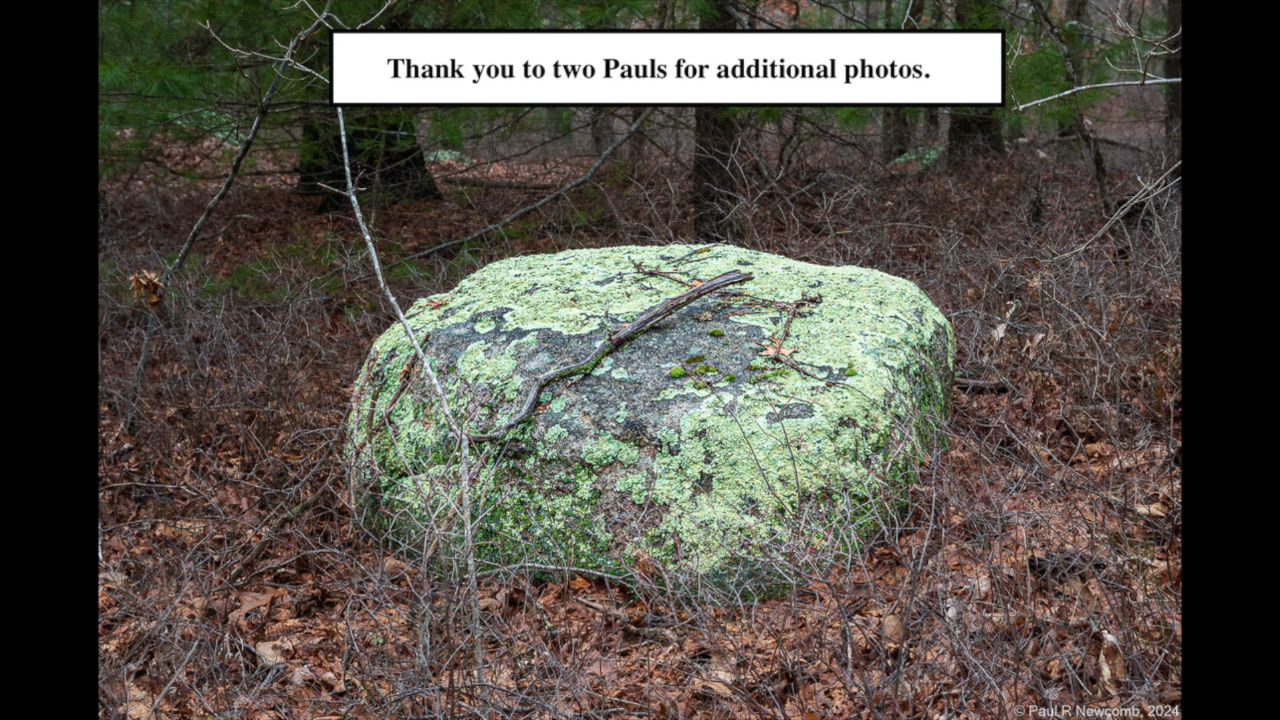 Thank you to two Pauls for additional photos.
© Paul R Newcomb, 2024